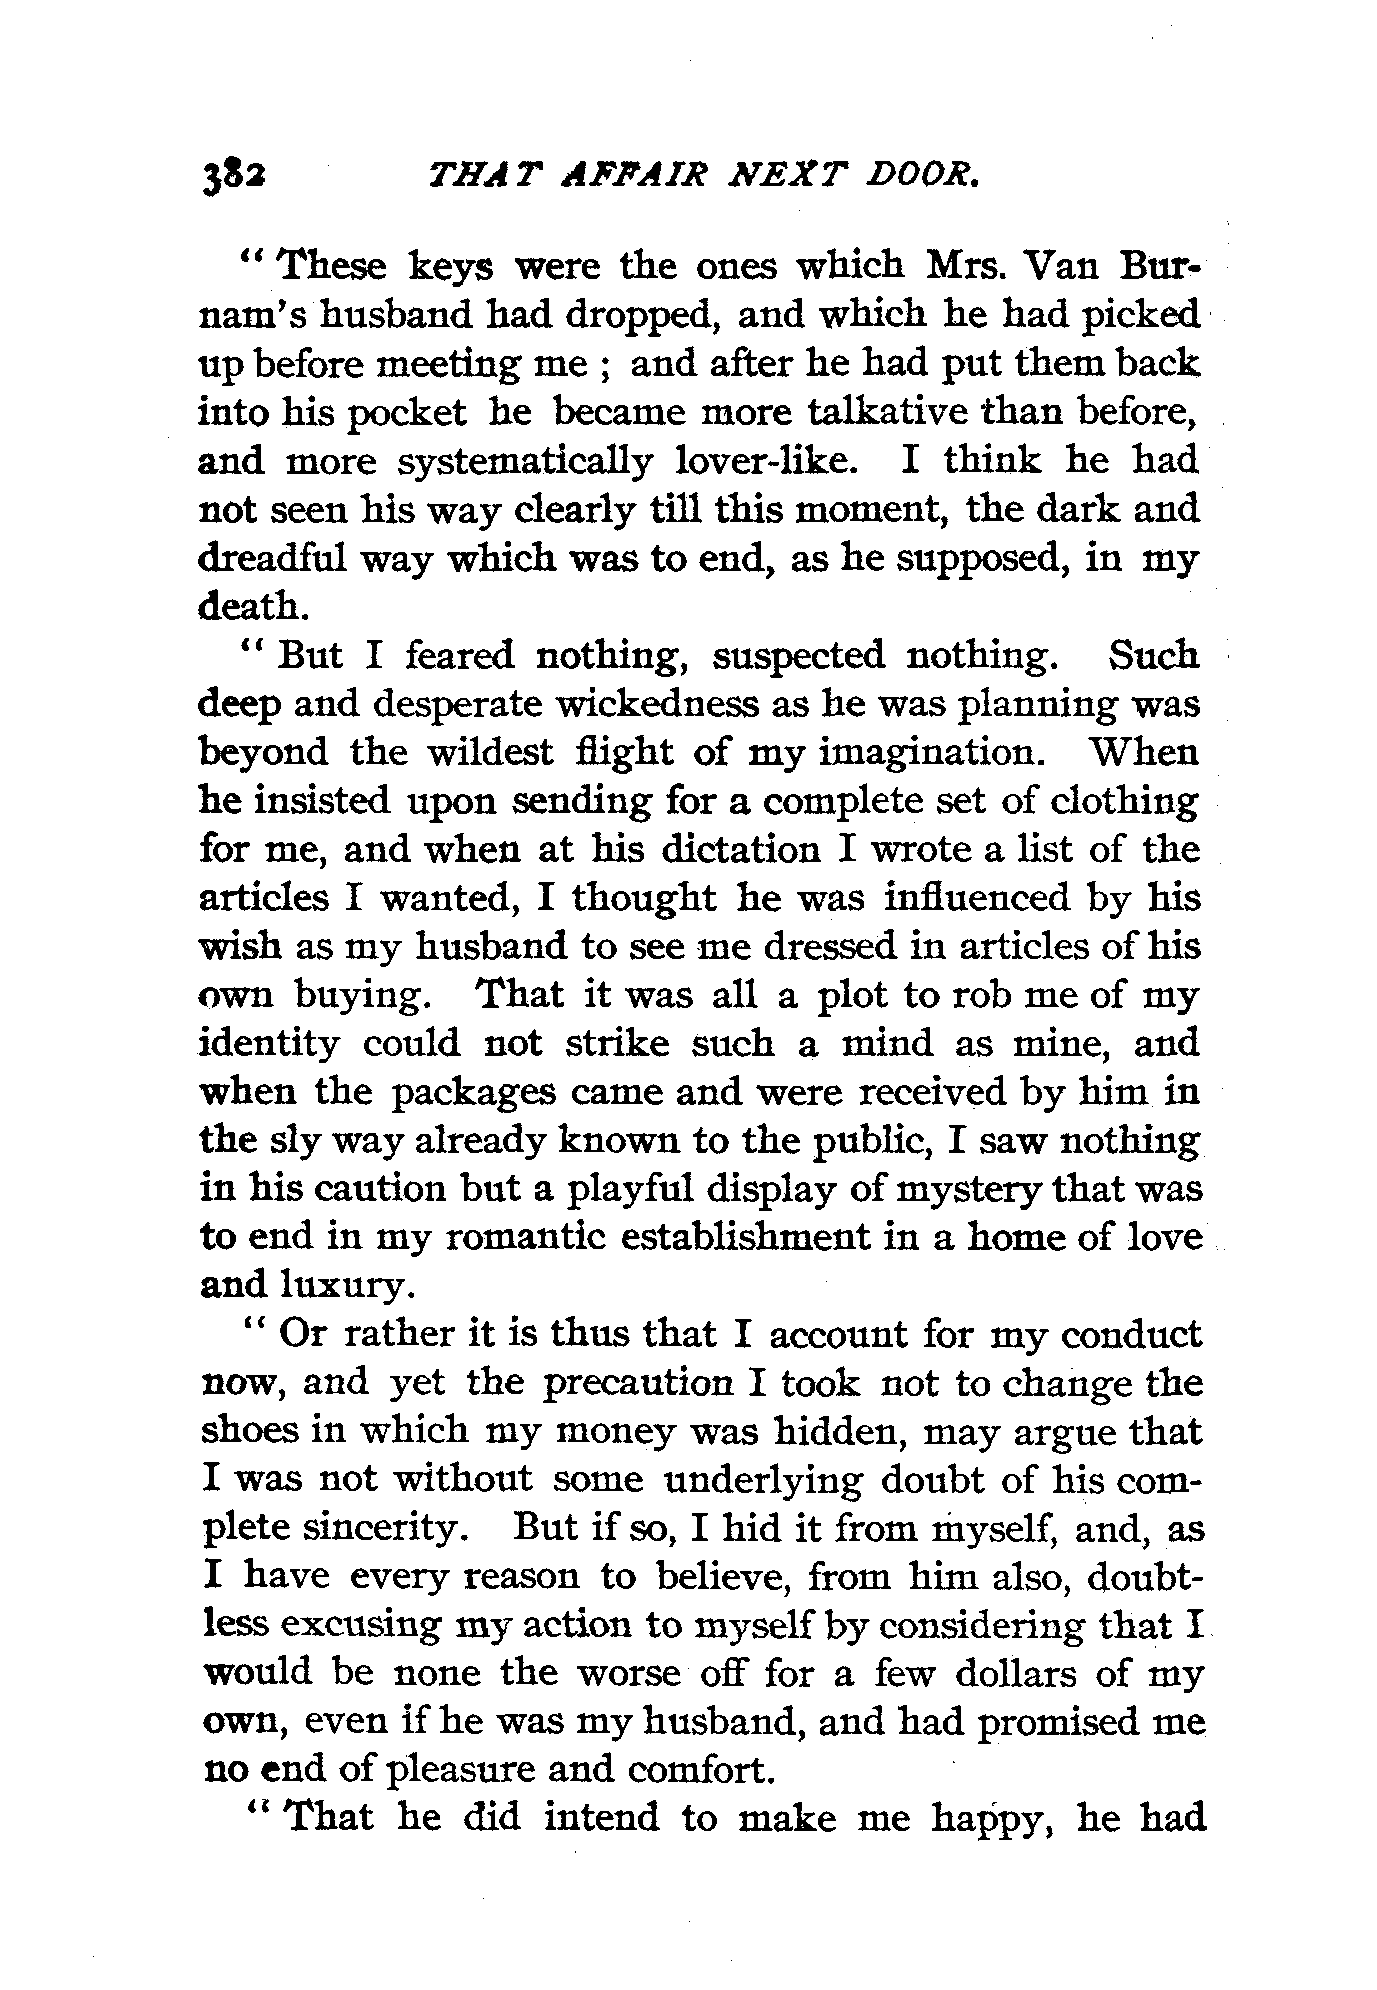 382 THAT AFFAIR NEXT DOOR.
“ These keys were the ones which Mrs. Van Bur-
nam’s husband had dropped, and which he had picked
up before meeting me ; and after he had put them back
into his pocket he became more talkative than before,
and more systematically lover-like. I think he had
not seen his way clearly till this moment, the dark and
dreadful way which was to end, as he supposed, in my
death.
“ But I feared nothing, suspected nothing. Such
deep and desperate wickedness as he was planning was
beyond the wildest flight of my imagination. When
he insisted upon sending for a complete set of clothing
for me, and when at his dictation I wrote a list of the
articles I wanted, I thought he was influenced by his
wish as my husband to see me dressed in articles of his
own buying. That it was all a plot to rob me of my
identity could not strike such a mind as mine, and
when the packages came and were received by him in
the sly way already known to the public, I saw nothing
in his caution but a playful display of mystery that was
to end in my romantic establishment in a home of love
and luxury.
“ Or rather it is thus that I account for my conduct
now, and yet the precaution I took not to change the
shoes in which my money was hidden, may argue that
I was not without some underlying doubt of his com-
plete sincerity. But if so, I hid it from myself, and, as
I have every reason to believe, from him also, doubt-
less excusing my action to myself by considering that I
would be none the worse off for a few dollars of my
own, even if he was my husband, and had promised me
no end of pleasure and comfort.
“ That he did intend to make me happy, he had